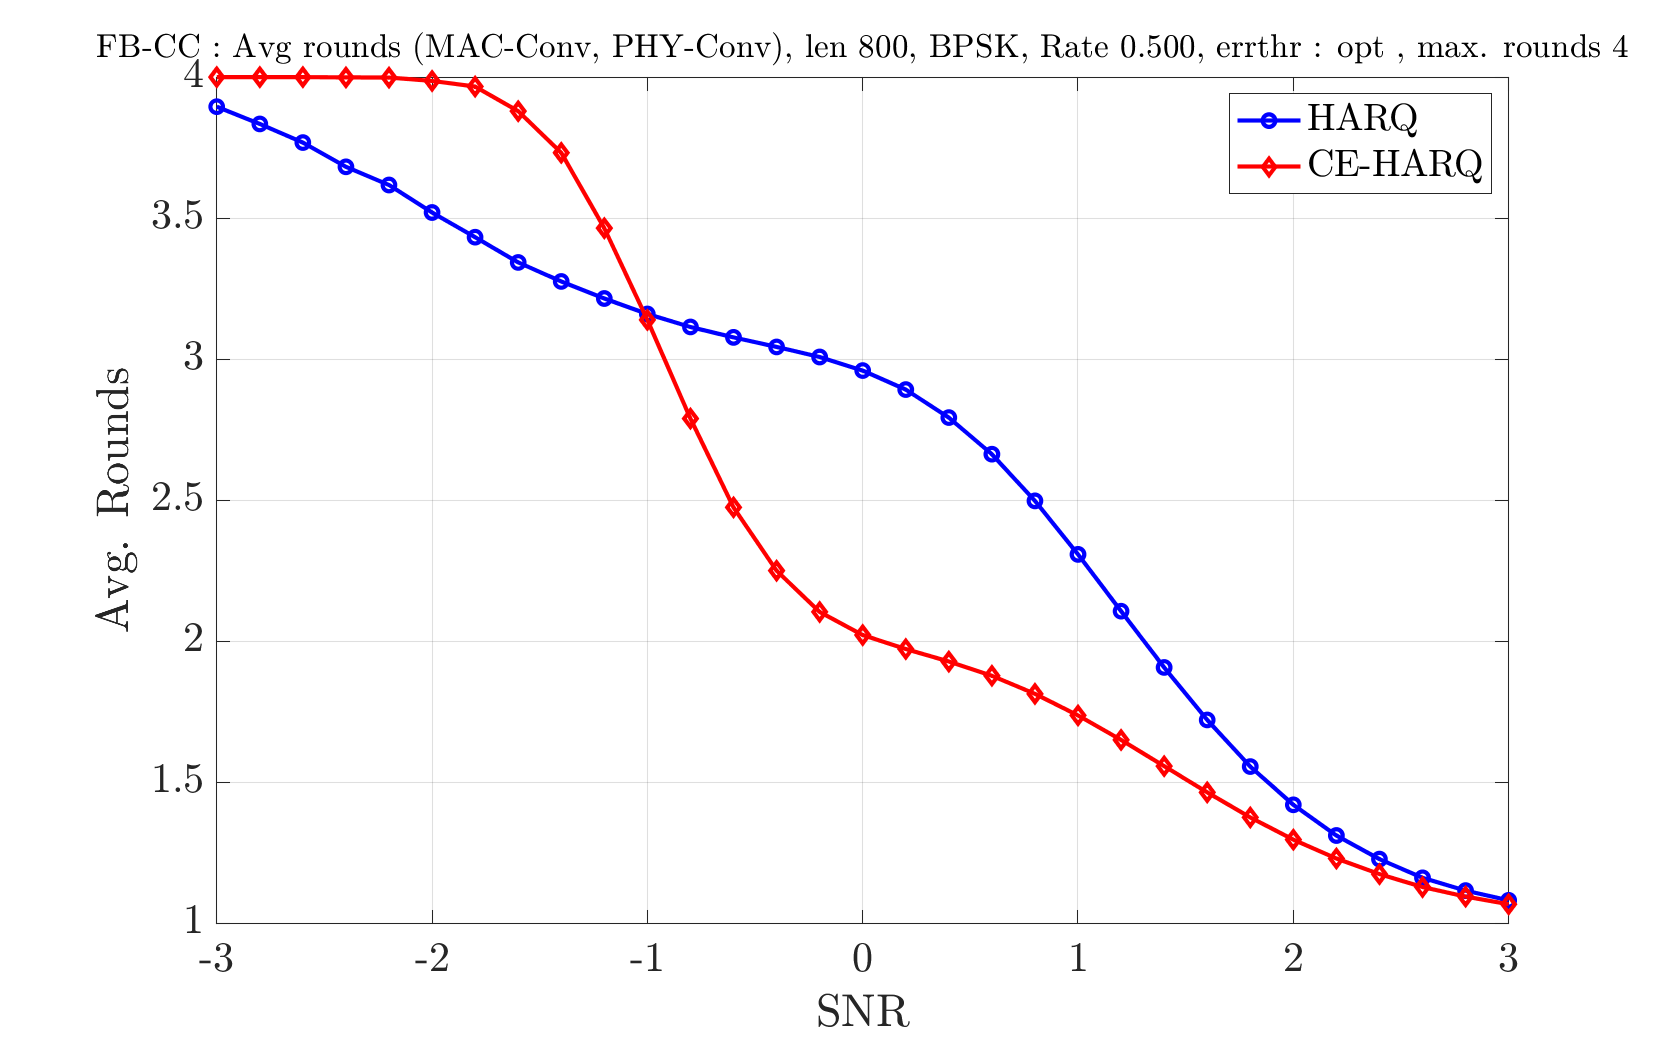 FB-CC : Avg rounds (MAC-Conv, PHY-Conv), len 800, BPSK, Rate 0.500, errthr : opt , max. rounds 4
HARQ
CE-HARQ
Avg. Rounds
4
3.5
3
2.5
2
1.5
1
-3
-2
-1
0
1
2
3
SNR